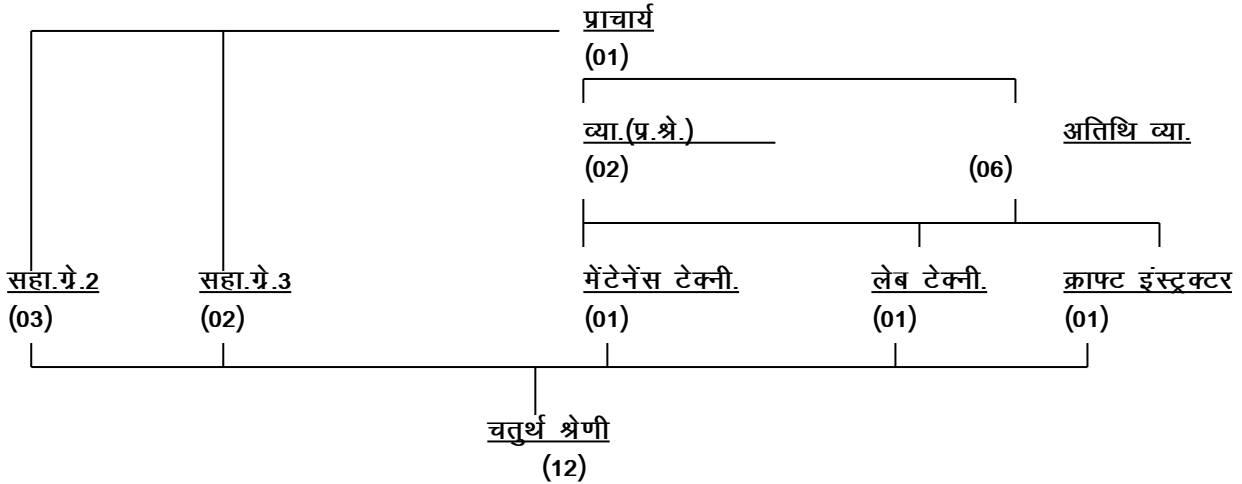 प्राचार्य
(01)
व्या.(प्र.श्रे.) अतिथि व्या.
(02) (06)
सहा.ग्रे.2 सहा.ग्रे.3 मेंटेनेंस टेक्नी. लेब टेक्नी. क्राफ्ट इंस्ट्रक्टर
(03) (02) (01) (01) (01)
चतुर्थ श्रेणी
(12)